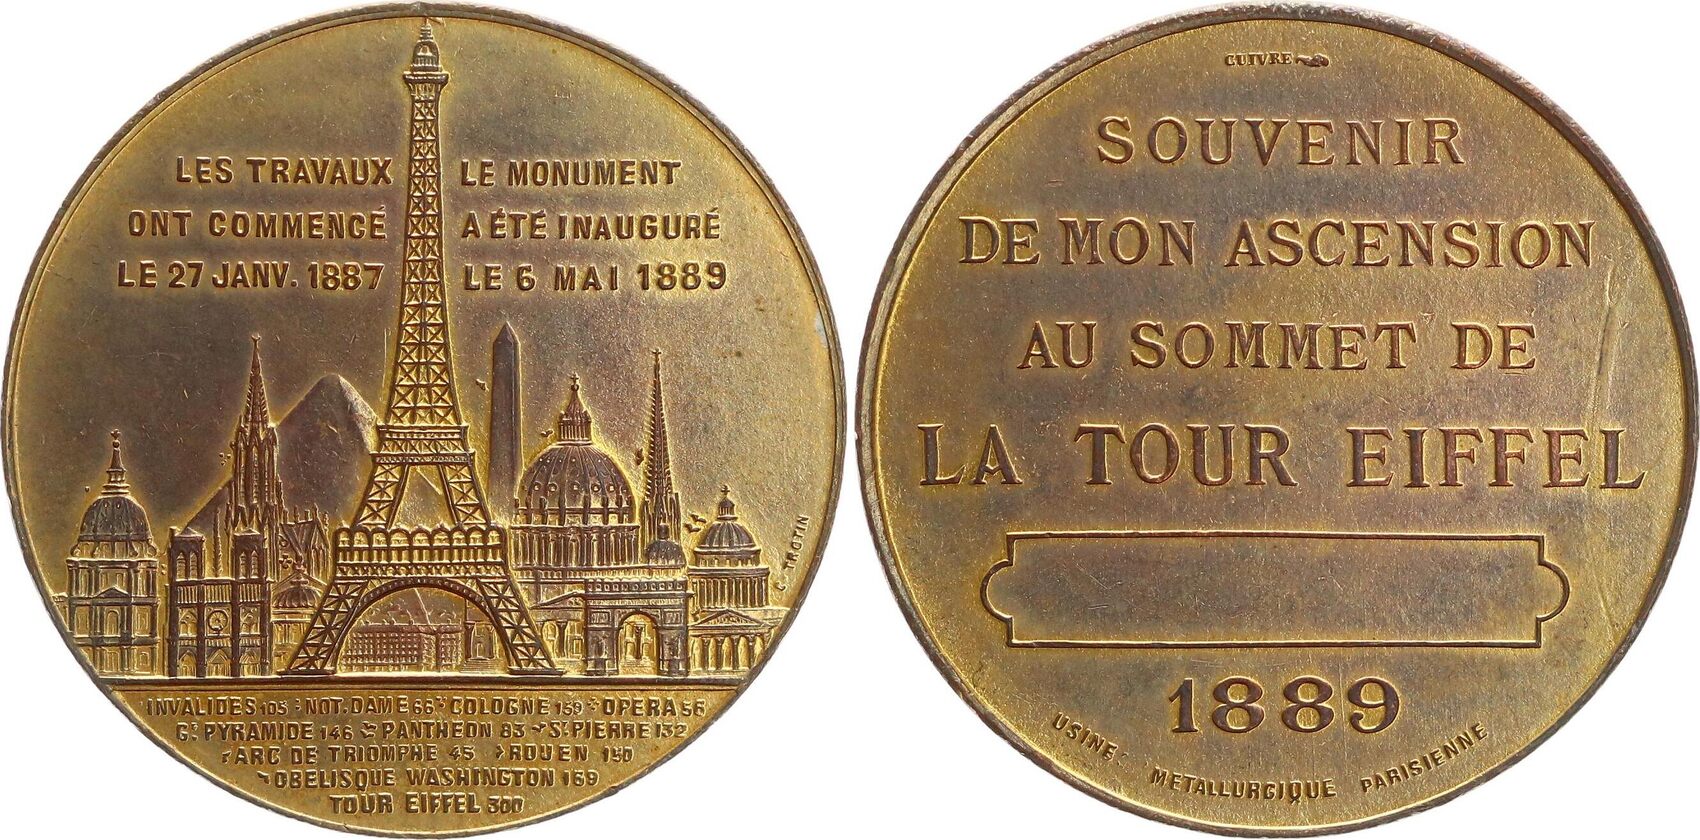 LES TRAVAUX
ONT COMMENCÉ
LE 27 JANV. 1887
LE MONUMENT
A ÉTÉ INAUGURÉ
LE 6 MAI 1889
C. TROTIN
INVALIDES 105 NOT. DAME 66 COLOGNE 159 OPERA 56
GE PYRAMIDE 146 PANTHEON 83 ST PIERRE 132
ARC DE TRIOMPHE 45 ROUEN 150
OBELISQUE WASHINGTON 169
TOUR EIFFEL 300
CUIVRE
SOUVENIR
DE MON ASCENSION
AU SOMMET DE
LA TOUR EIFFEL
1889
USINE METALLURGIQUE PARISIENNE